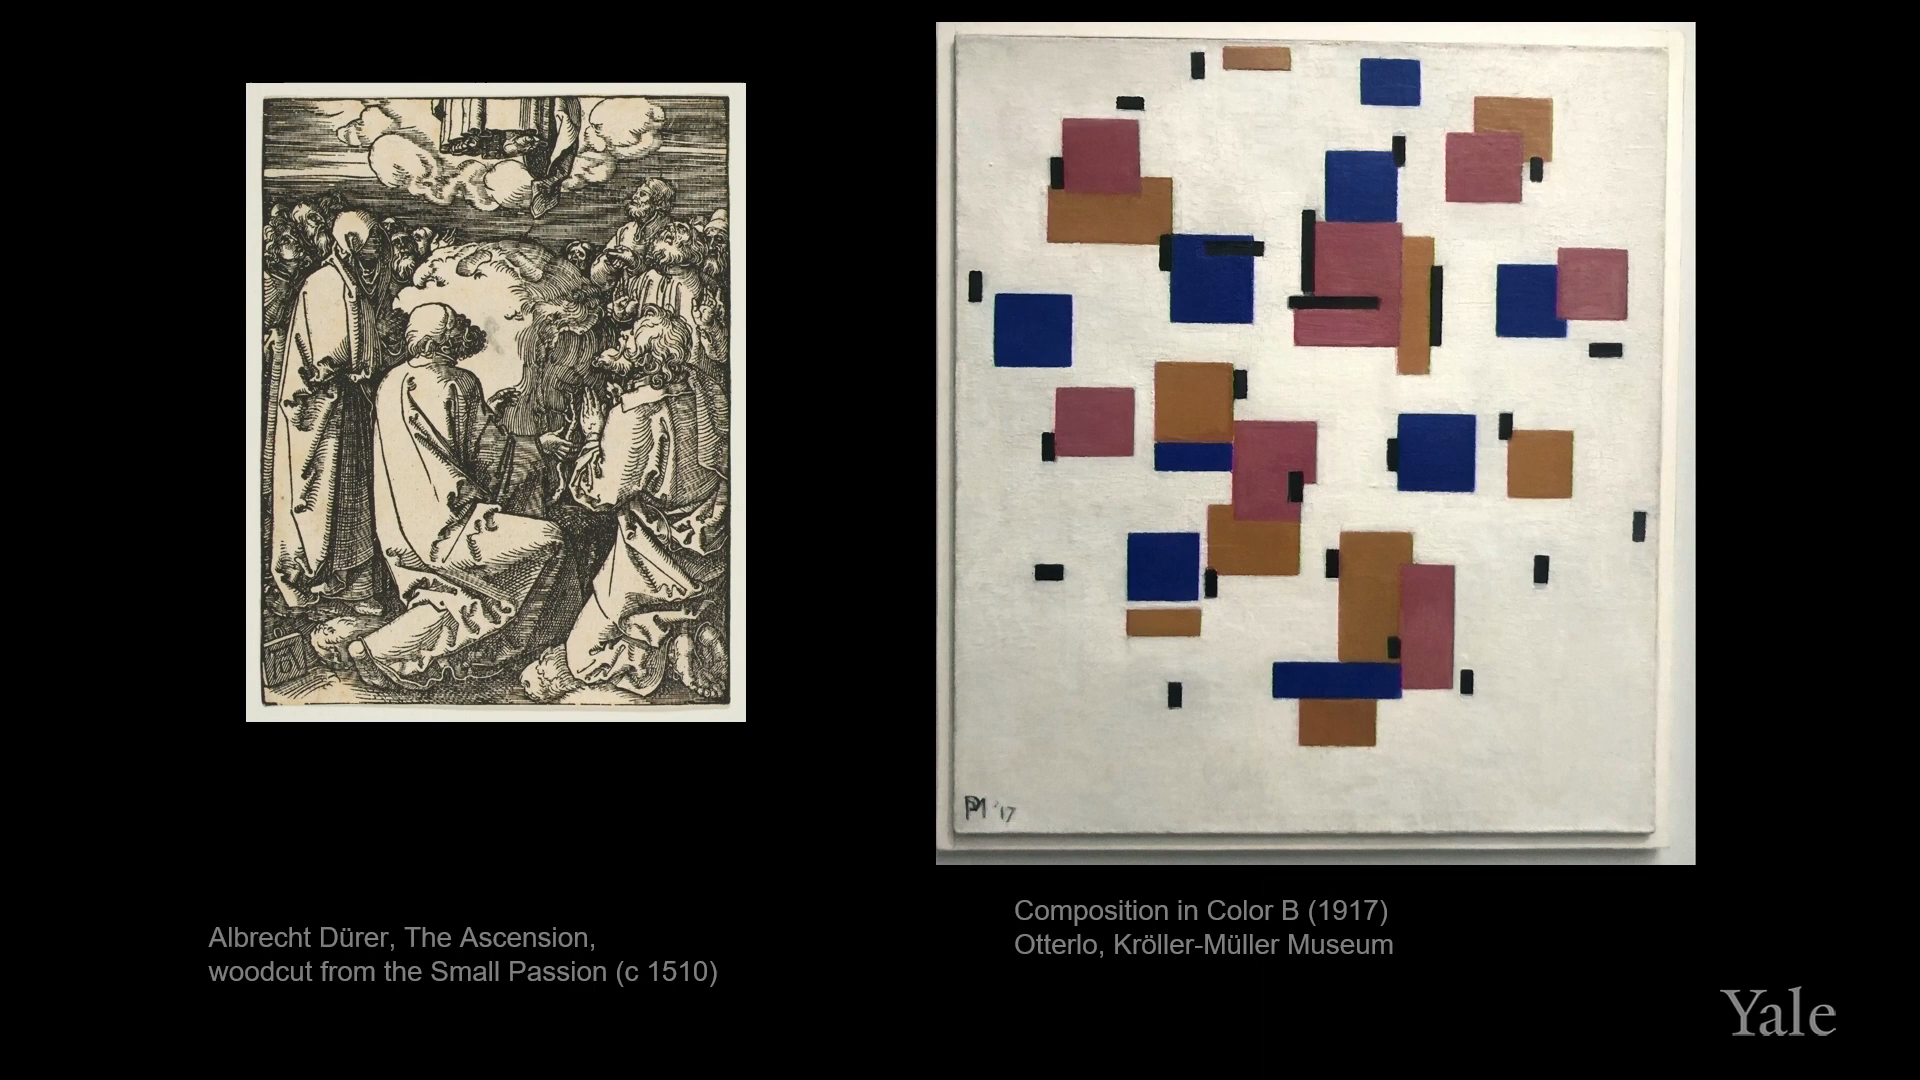 Albrecht Dürer, The Ascension,
woodcut from the Small Passion (c 1510)
PM '17
Composition in Color B (1917)
Otterlo, Kröller-Müller Museum
Yale